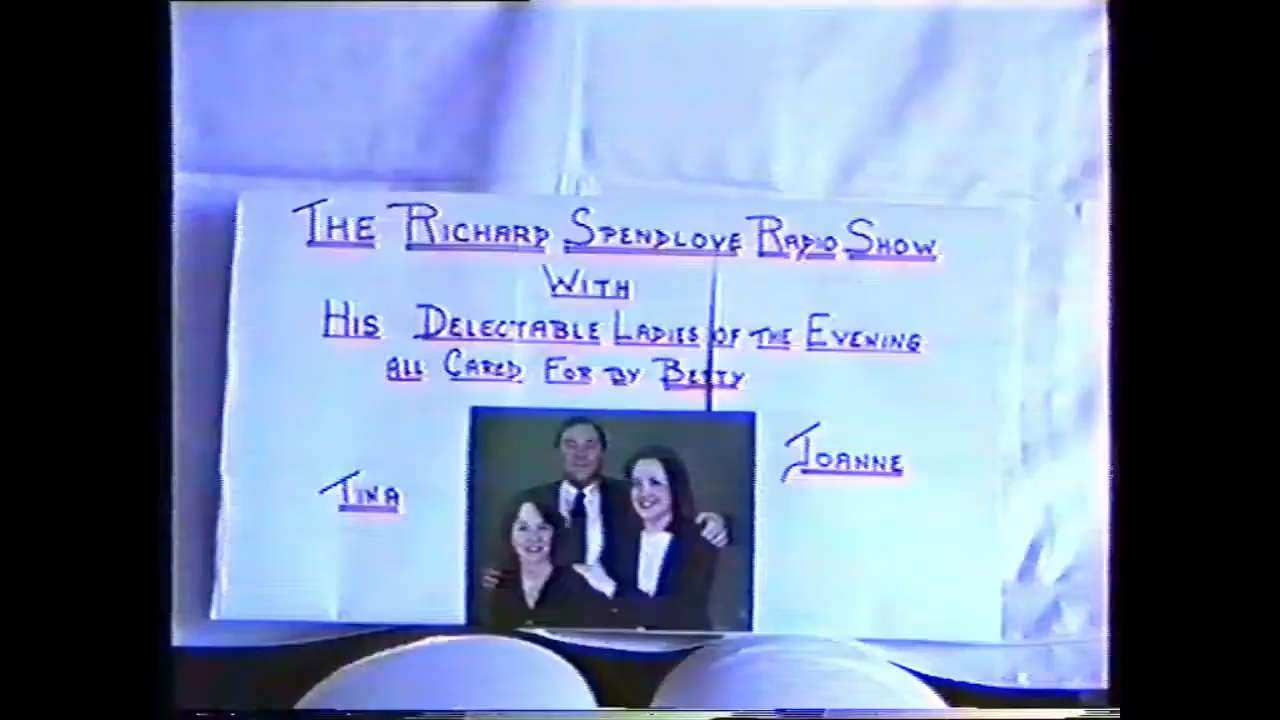 THE RICHARD SPENDLOVE RADIO SHOW
WITH
HIS DELECTABLE LADIES OF THE EVENING
ALL CARED FOR BY BETTY
JOANNE
TINA